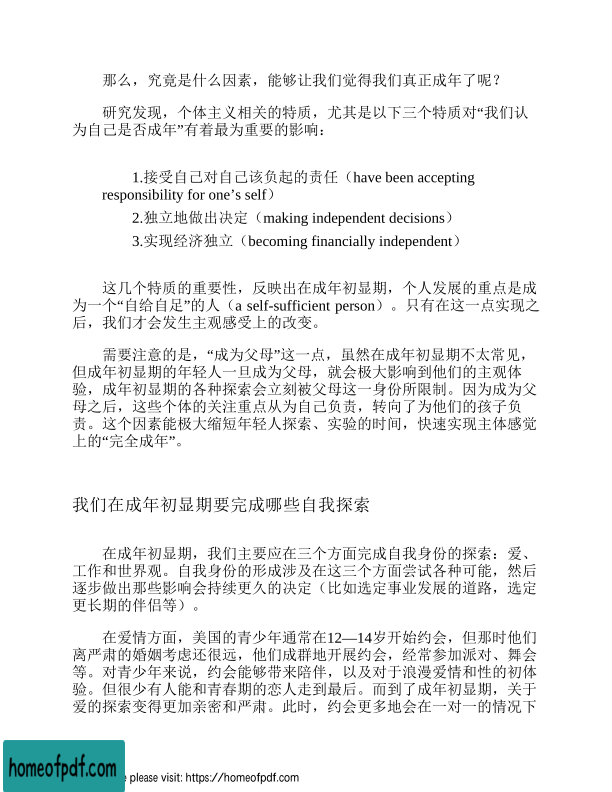 那么，究竟是什么因素，能够让我们觉得我们真正成年了呢？
研究发现，个体主义相关的特质，尤其是以下三个特质对“我们认
为自己是否成年”有着最为重要的影响：
1.接受自己对自己该负起的责任（have been accepting
responsibility for one’s self）
2.独立地做出决定（making independent decisions）
3.实现经济独立（becoming financially independent）
这几个特质的重要性，反映出在成年初显期，个人发展的重点是成
为一个“自给自足”的人（a self-sufficient person）。只有在这一点实现之
后，我们才会发生主观感受上的改变。
需要注意的是，“成为父母”这一点，虽然在成年初显期不太常见，
但成年初显期的年轻人一旦成为父母，就会极大影响到他们的主观体
验，成年初显期的各种探索会立刻被父母这一身份所限制。因为成为父
母之后，这些个体的关注重点从为自己负责，转向了为他们的孩子负
责。这个因素能极大缩短年轻人探索、实验的时间，快速实现主体感觉
上的“完全成年”。
我们在成年初显期要完成哪些自我探索
在成年初显期，我们主要应在三个方面完成自我身份的探索：爱、
工作和世界观。自我身份的形成涉及在这三个方面尝试各种可能，然后
逐步做出那些影响会持续更久的决定（比如选定事业发展的道路，选定
更长期的伴侣等）。
在爱情方面，美国的青少年通常在12—14岁开始约会，但那时他们
离严肃的婚姻考虑还很远，他们成群地开展约会，经常参加派对、舞会
等。对青少年来说，约会能够带来陪伴，以及对于浪漫爱情和性的初体
验。但很少有人能和青春期的恋人走到最后。而到了成年初显期，关于
爱的探索变得更加亲密和严肃。此时，约会更多地会在一对一的情况下
homeofpdf.com
please visit: https://homeofpdf.com